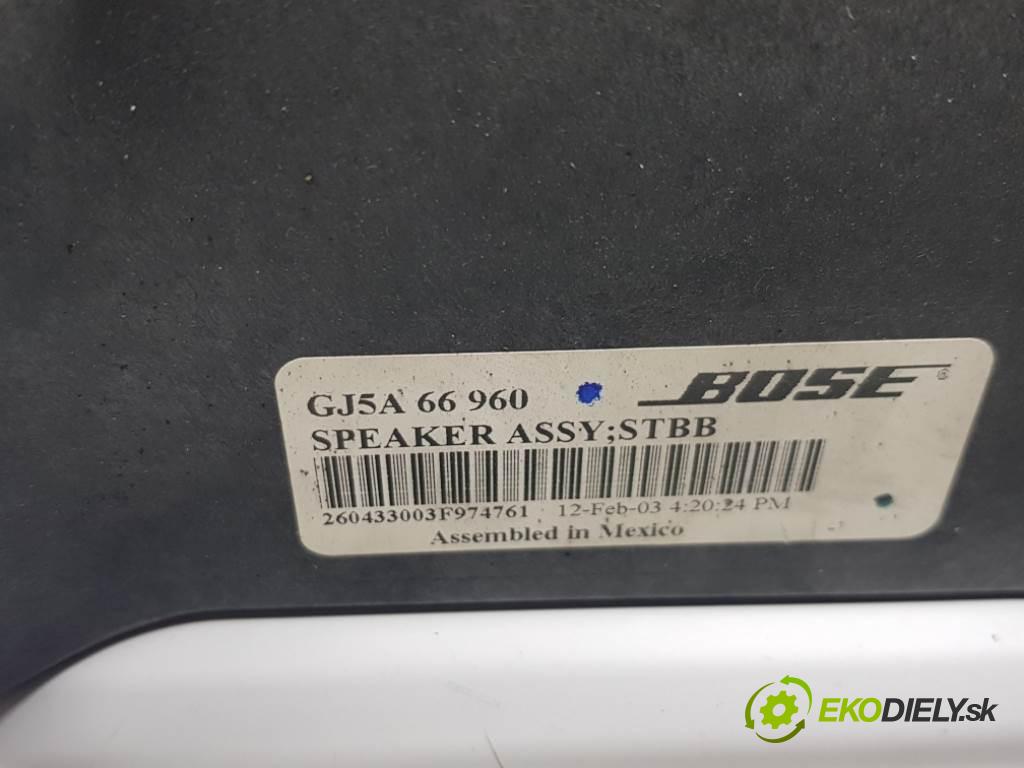 GJ5A 66 960 BOSE®
SPEAKER ASSY;STBB
260433003F974761 12-Feb-03 4:20:24 PM
Assembled in Mexico
EKODIELY.sk